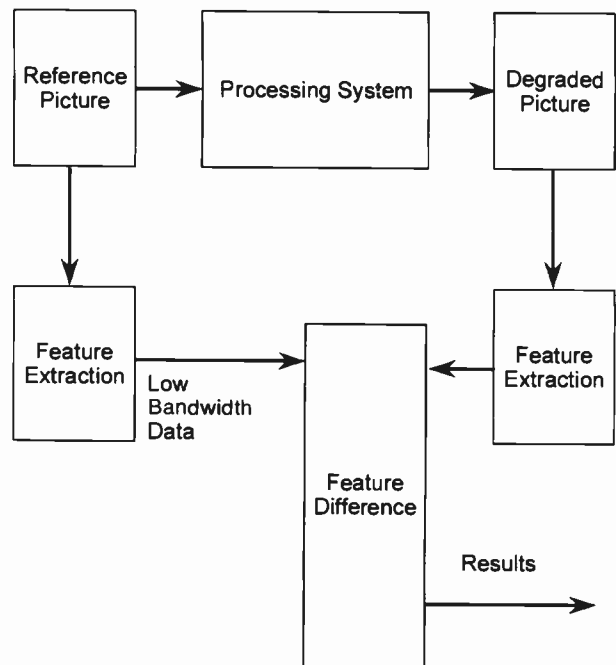 Reference
Picture
Processing System
Degraded
Picture
Feature
Extraction
Low
Bandwidth
Data
Feature
Extraction
Feature
Difference
Results